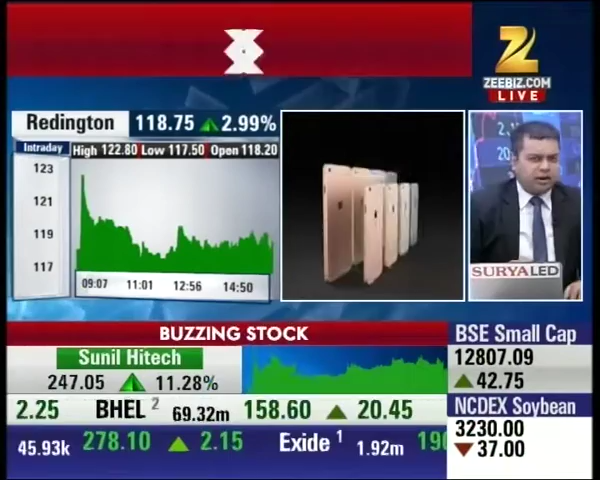 ZEEBIZ.COM
LIVE
Redington 118.75 2.99%
Intraday High 122.80 Low 117.50 Open 118.20
123
121
119
117
09:07 11:01 12:56 14:50
SURYA LED
BUZZING STOCK
Sunil Hitech
247.05 11.28%
BSE Small Cap
12807.09
42.75
2.25 BHEL 2 69.32m 158.60 20.45
NCDEX Soybean
3230.00
37.00
45.93k 278.10 2.15 Exide 1 1.92m